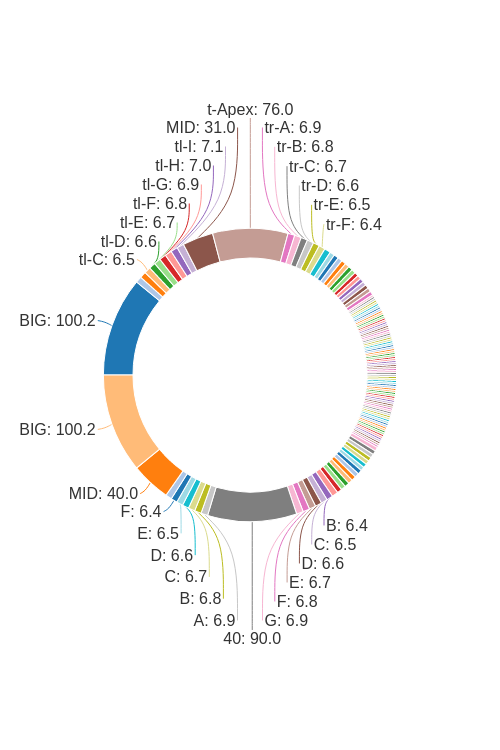 t-Apex: 76.0
MID: 31.0
tr-A: 6.9
tl-I: 7.1
tr-B: 6.8
tl-H: 7.0
tr-C: 6.7
tl-G: 6.9
tr-D: 6.6
tl-F: 6.8
tr-E: 6.5
tl-E: 6.7
tr-F: 6.4
tl-D: 6.6
tl-C: 6.5
BIG: 100.2
BIG: 100.2
MID: 40.0
F: 6.4
B: 6.4
E: 6.5
C: 6.5
D: 6.6
D: 6.6
C: 6.7
E: 6.7
B: 6.8
F: 6.8
A: 6.9
G: 6.9
40: 90.0